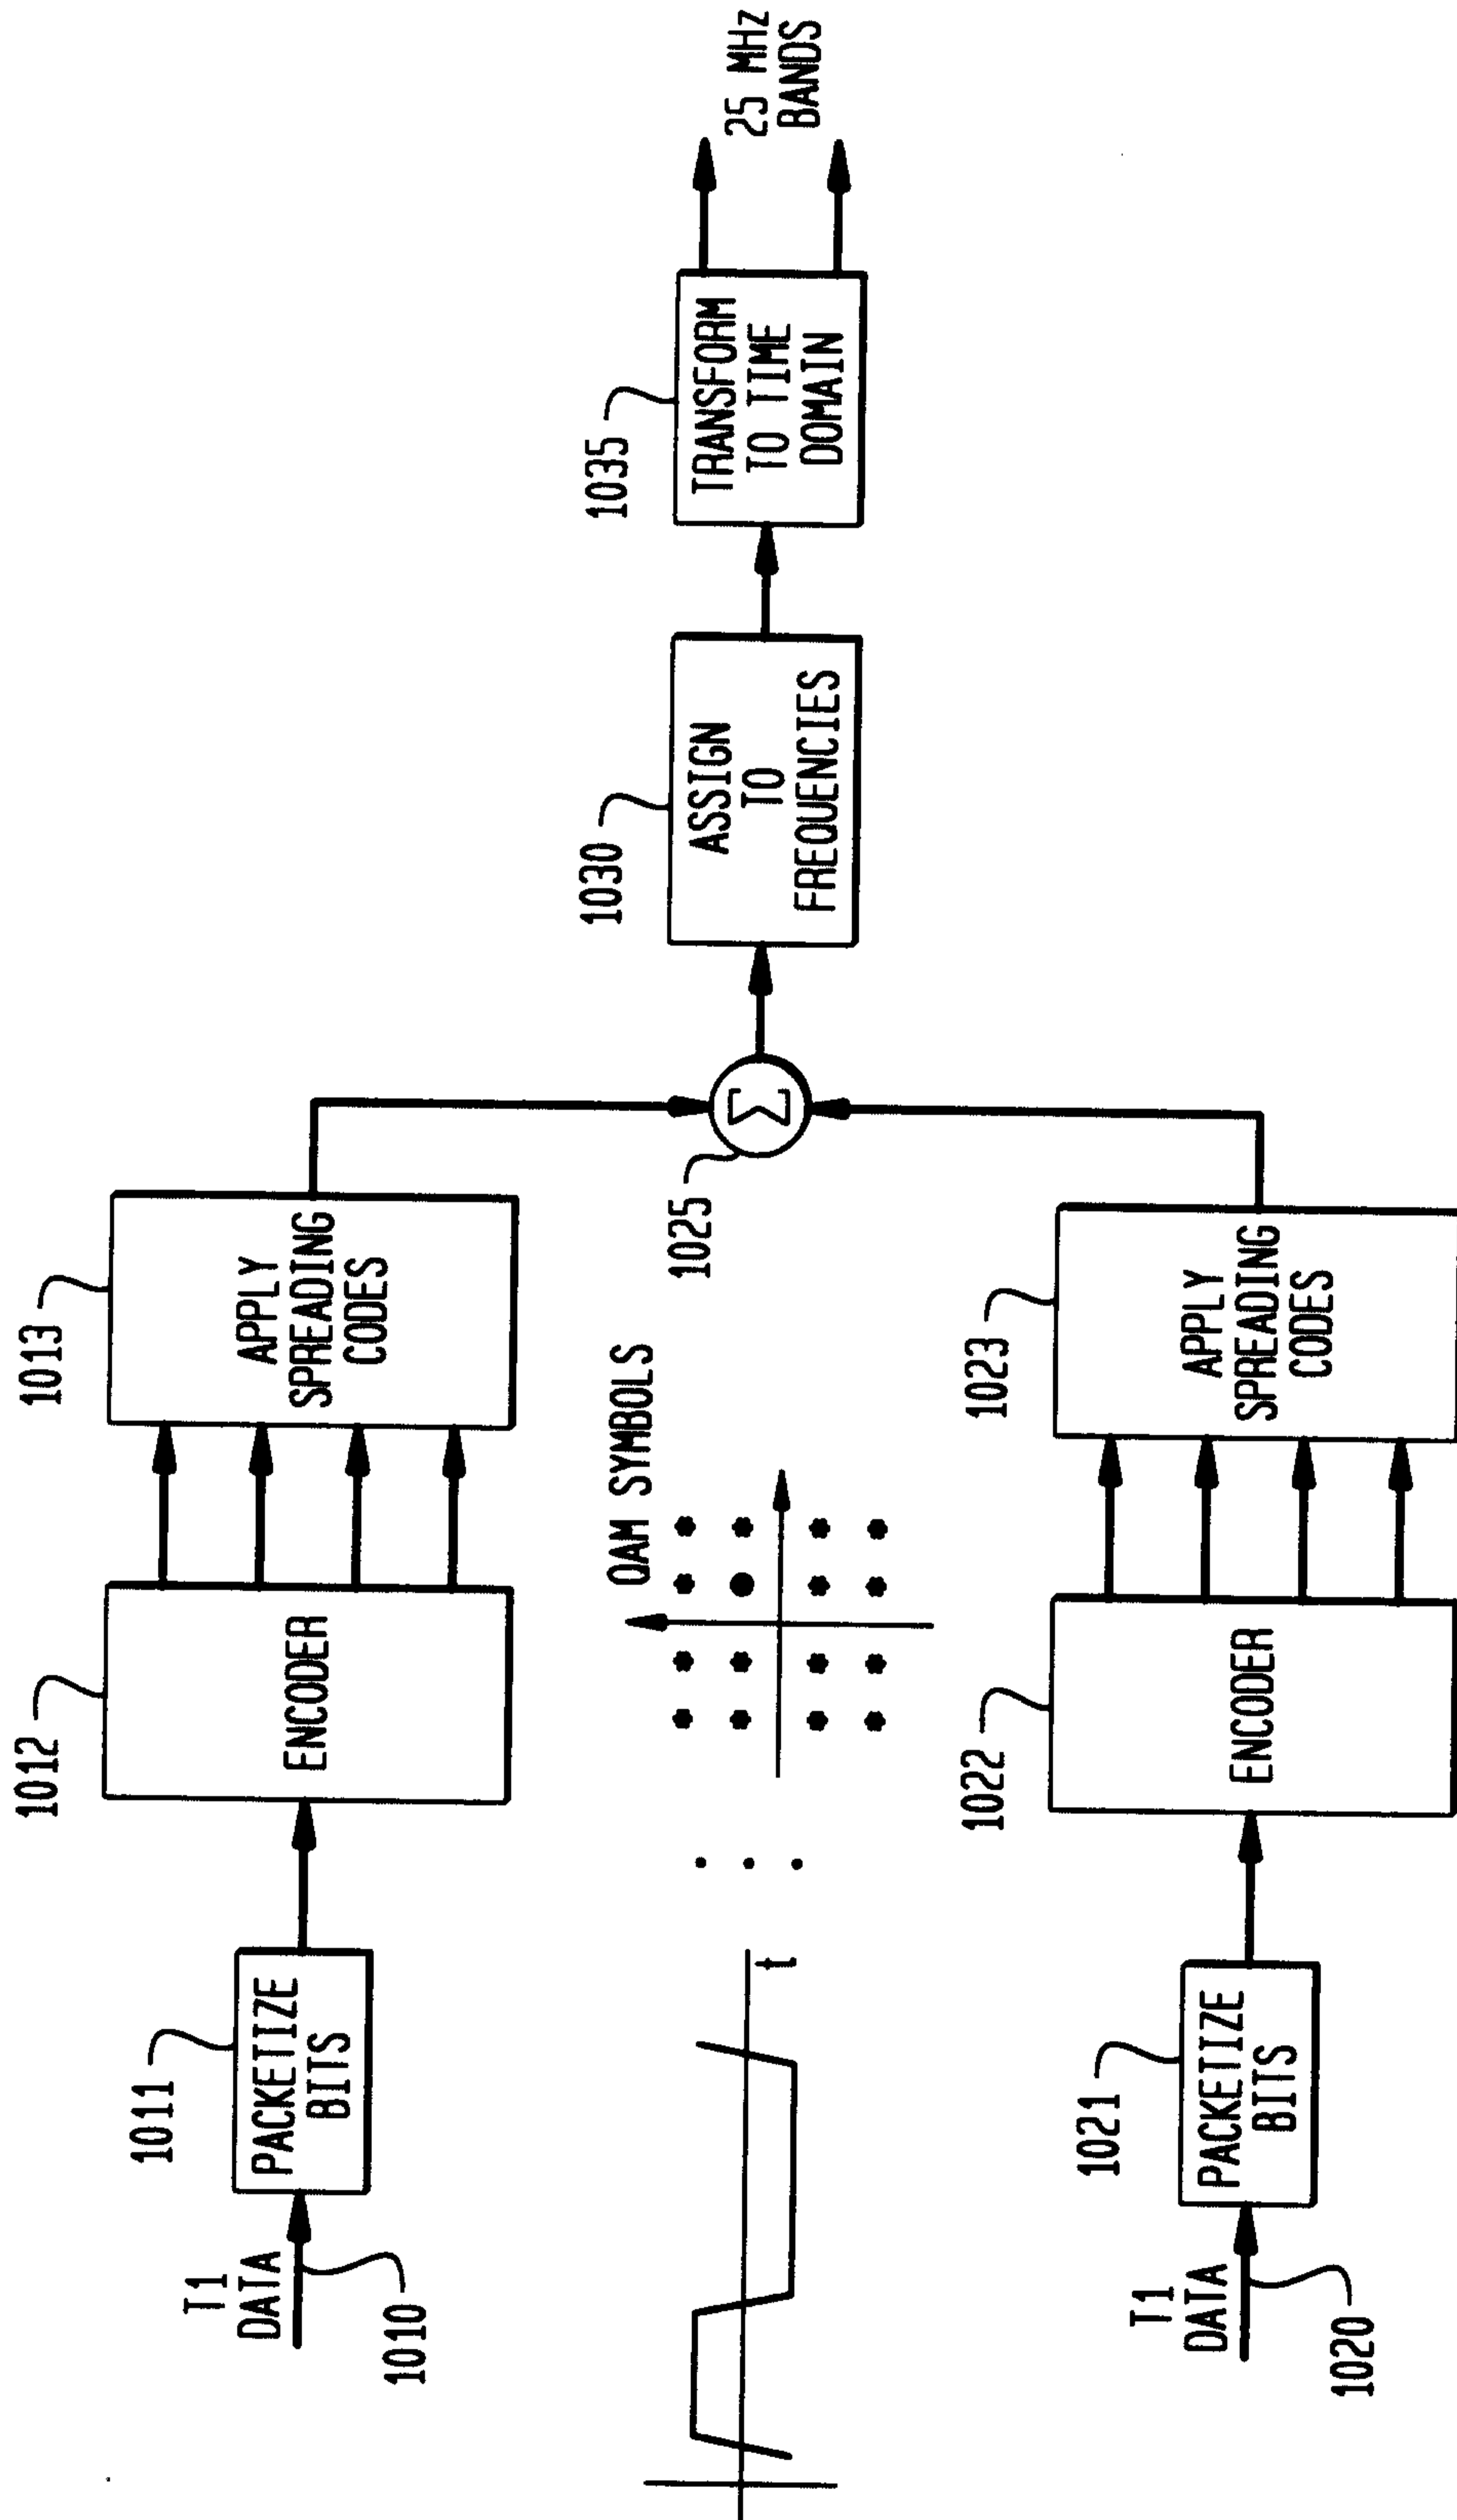 T1
DATA
1010
1011
PACKETIZE
BITS
1012
ENCODER
1013
APPLY
SPREADING
CODES
t
QAM SYMBOLS
1025
Σ
1030
ASSIGN
TO
FREQUENCIES
1035
TRANSFORM
TO TIME
DOMAIN
25 MHz
BANDS
T1
DATA
1020
1021
PACKETIZE
BITS
1022
ENCODER
1023
APPLY
SPREADING
CODES